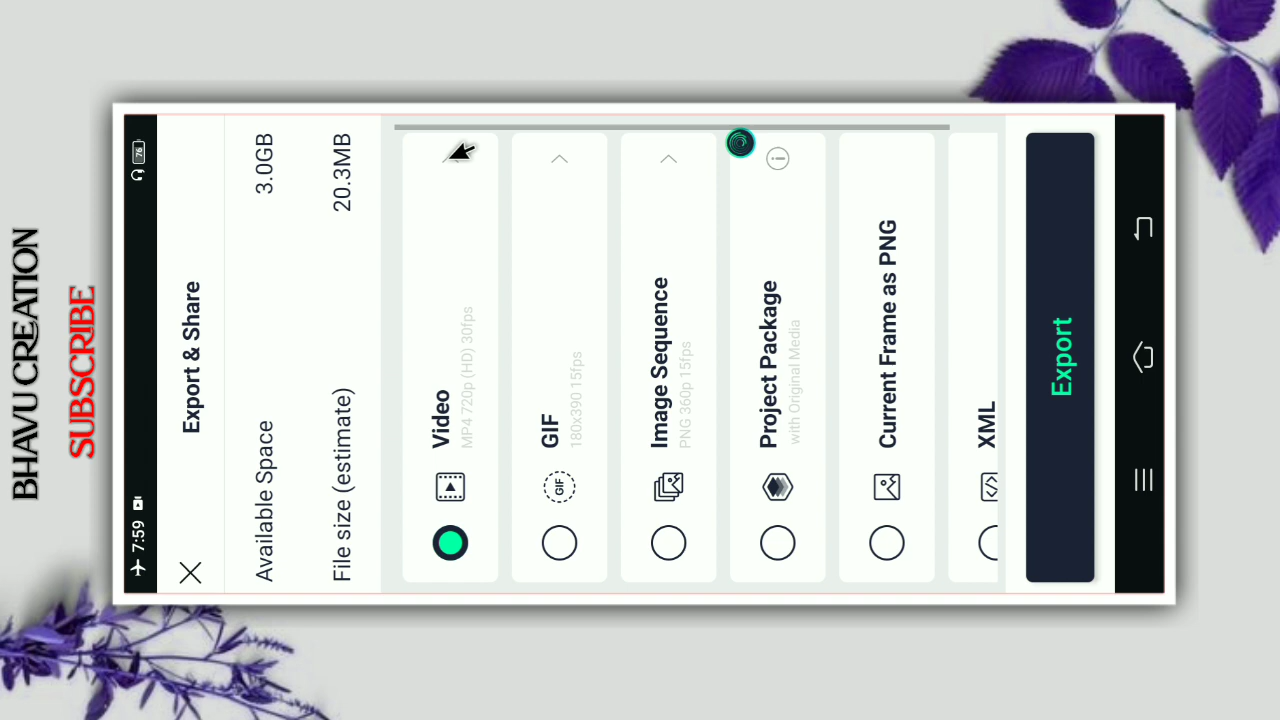 BHAVU CREATION
SUBSCRIBE
7:59
76
Export & Share
Available Space 3.0GB
File size (estimate) 20.3MB
Video
MP4 720p (HD) 30fps
GIF
GIF
180x390 15fps
Image Sequence
PNG 360p 15fps
Project Package
with Original Media
Current Frame as PNG
XML
Export